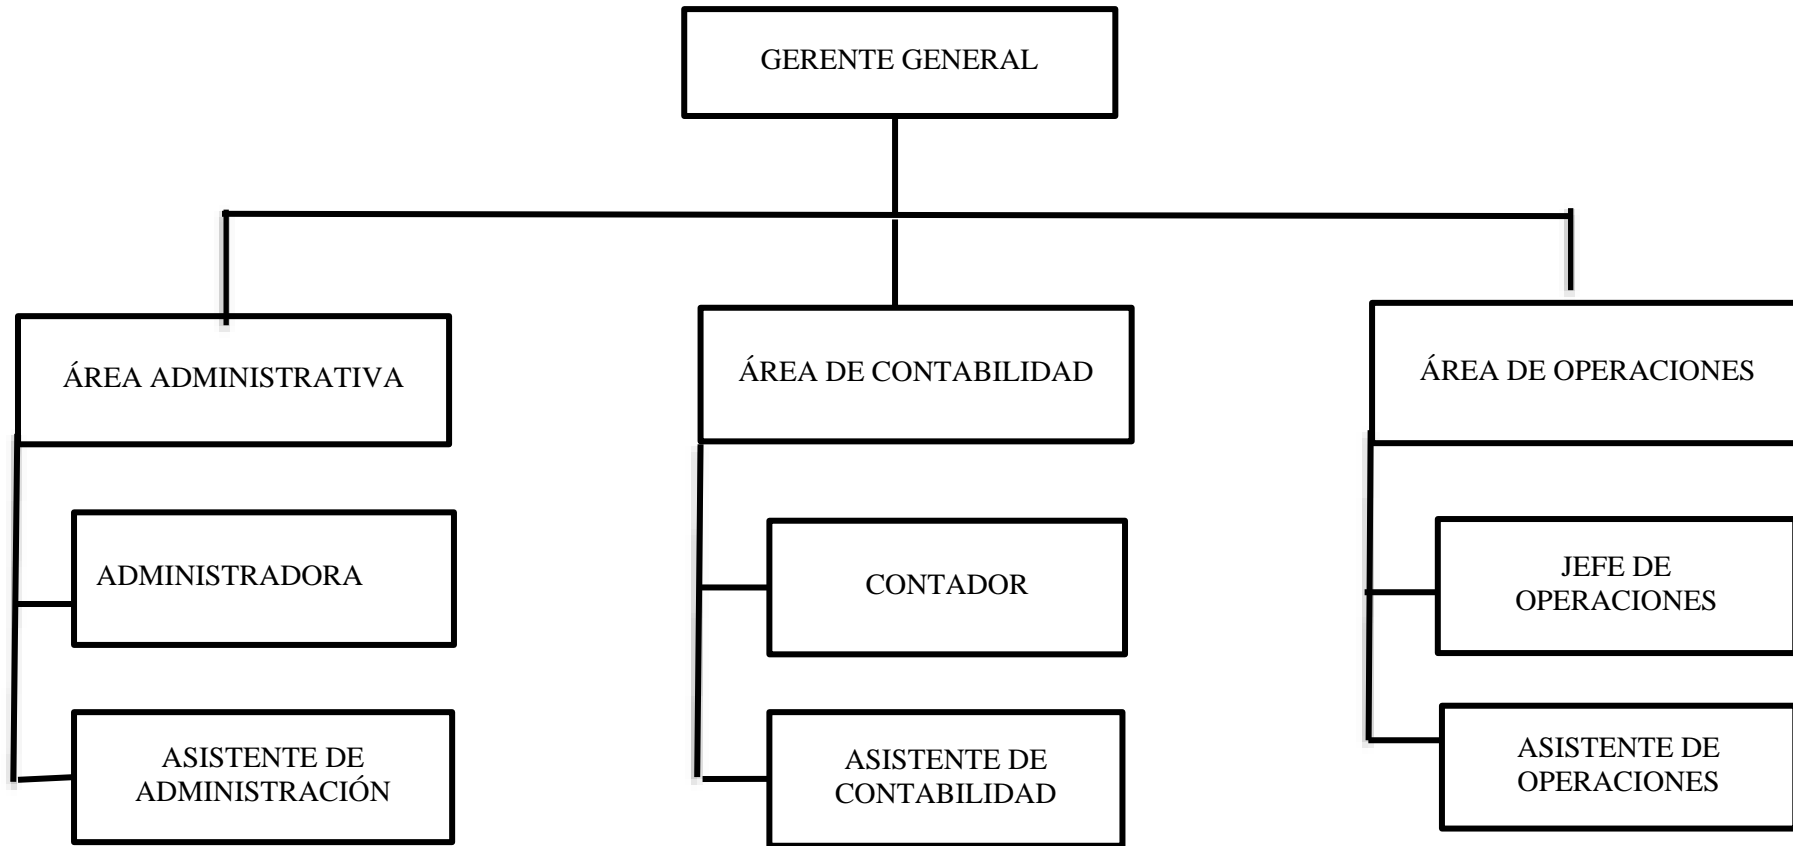 GERENTE GENERAL
ÁREA ADMINISTRATIVA
ÁREA DE CONTABILIDAD
ÁREA DE OPERACIONES
ADMINISTRADORA
CONTADOR
JEFE DE
OPERACIONES
ASISTENTE DE
ADMINISTRACIÓN
ASISTENTE DE
CONTABILIDAD
ASISTENTE DE
OPERACIONES